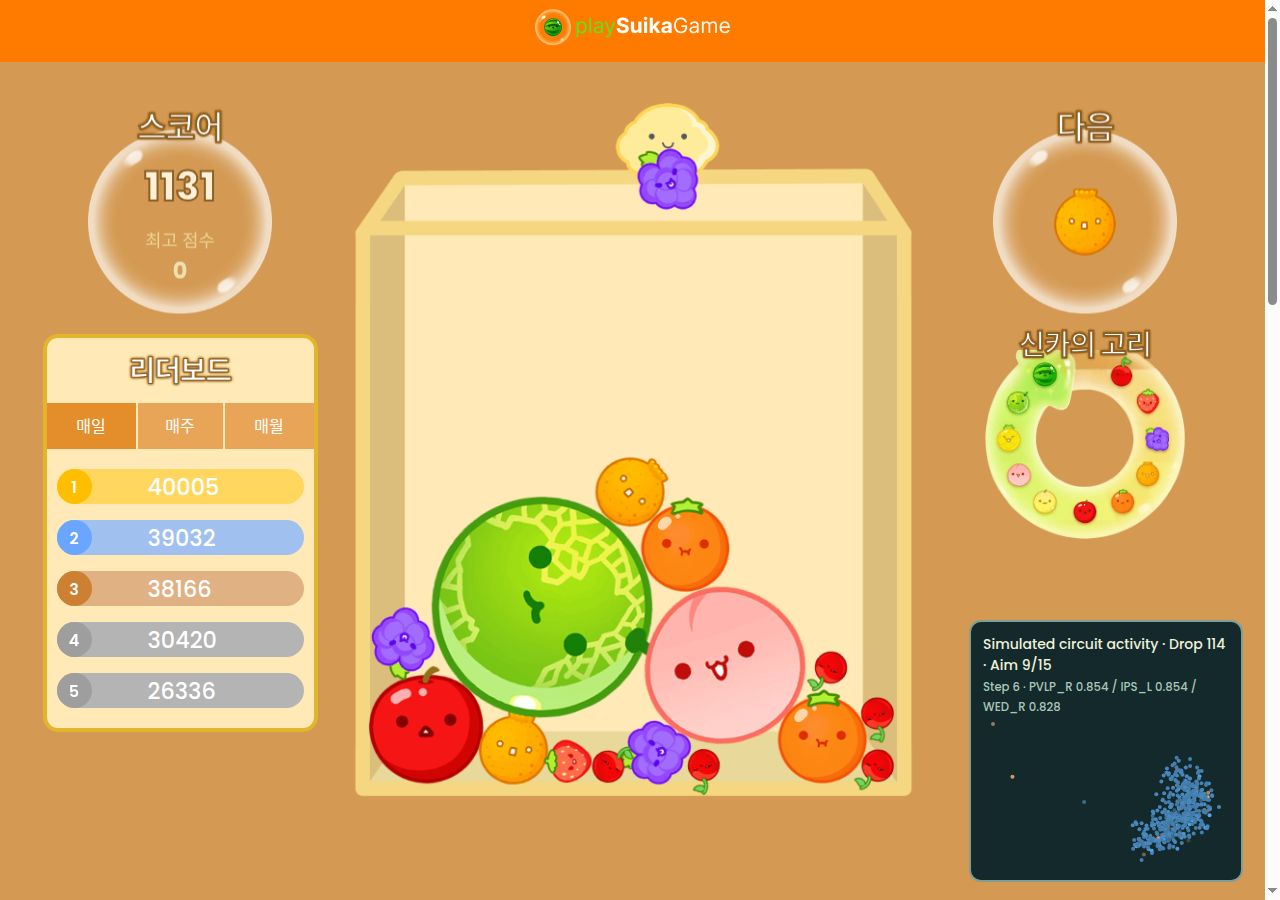 playSuikaGame
스코어
1131
최고 점수
0
리더보드
매일 매주 매월
1 40005
2 39032
3 38166
4 30420
5 26336
다음
신카의 고리
Simulated circuit activity · Drop 114
· Aim 9/15
Step 6 · PVLP_R 0.854 / IPS_L 0.854 /
WED_R 0.828